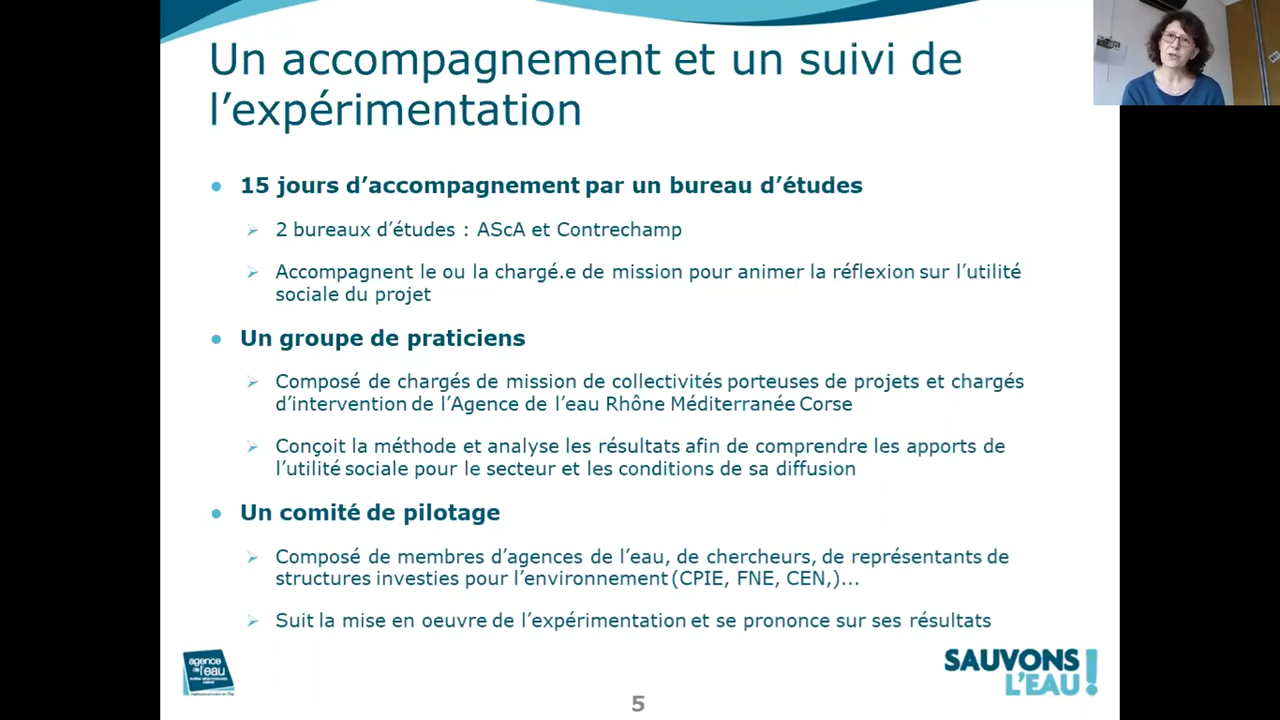 Un accompagnement et un suivi de
l’expérimentation
15 jours d’accompagnement par un bureau d’études
2 bureaux d’études : AScA et Contrechamp
Accompagnent le ou la chargé.e de mission pour animer la réflexion sur l’utilité
sociale du projet
Un groupe de praticiens
Composé de chargés de mission de collectivités porteuses de projets et chargés
d’intervention de l’Agence de l’eau Rhône Méditerranée Corse
Conçoit la méthode et analyse les résultats afin de comprendre les apports de
l’utilité sociale pour le secteur et les conditions de sa diffusion
Un comité de pilotage
Composé de membres d’agences de l’eau, de chercheurs, de représentants de
structures investies pour l’environnement (CPIE, FNE, CEN,)...
Suit la mise en oeuvre de l’expérimentation et se prononce sur ses résultats
agence
de l’eau
SAUVONS
L’EAU !
5